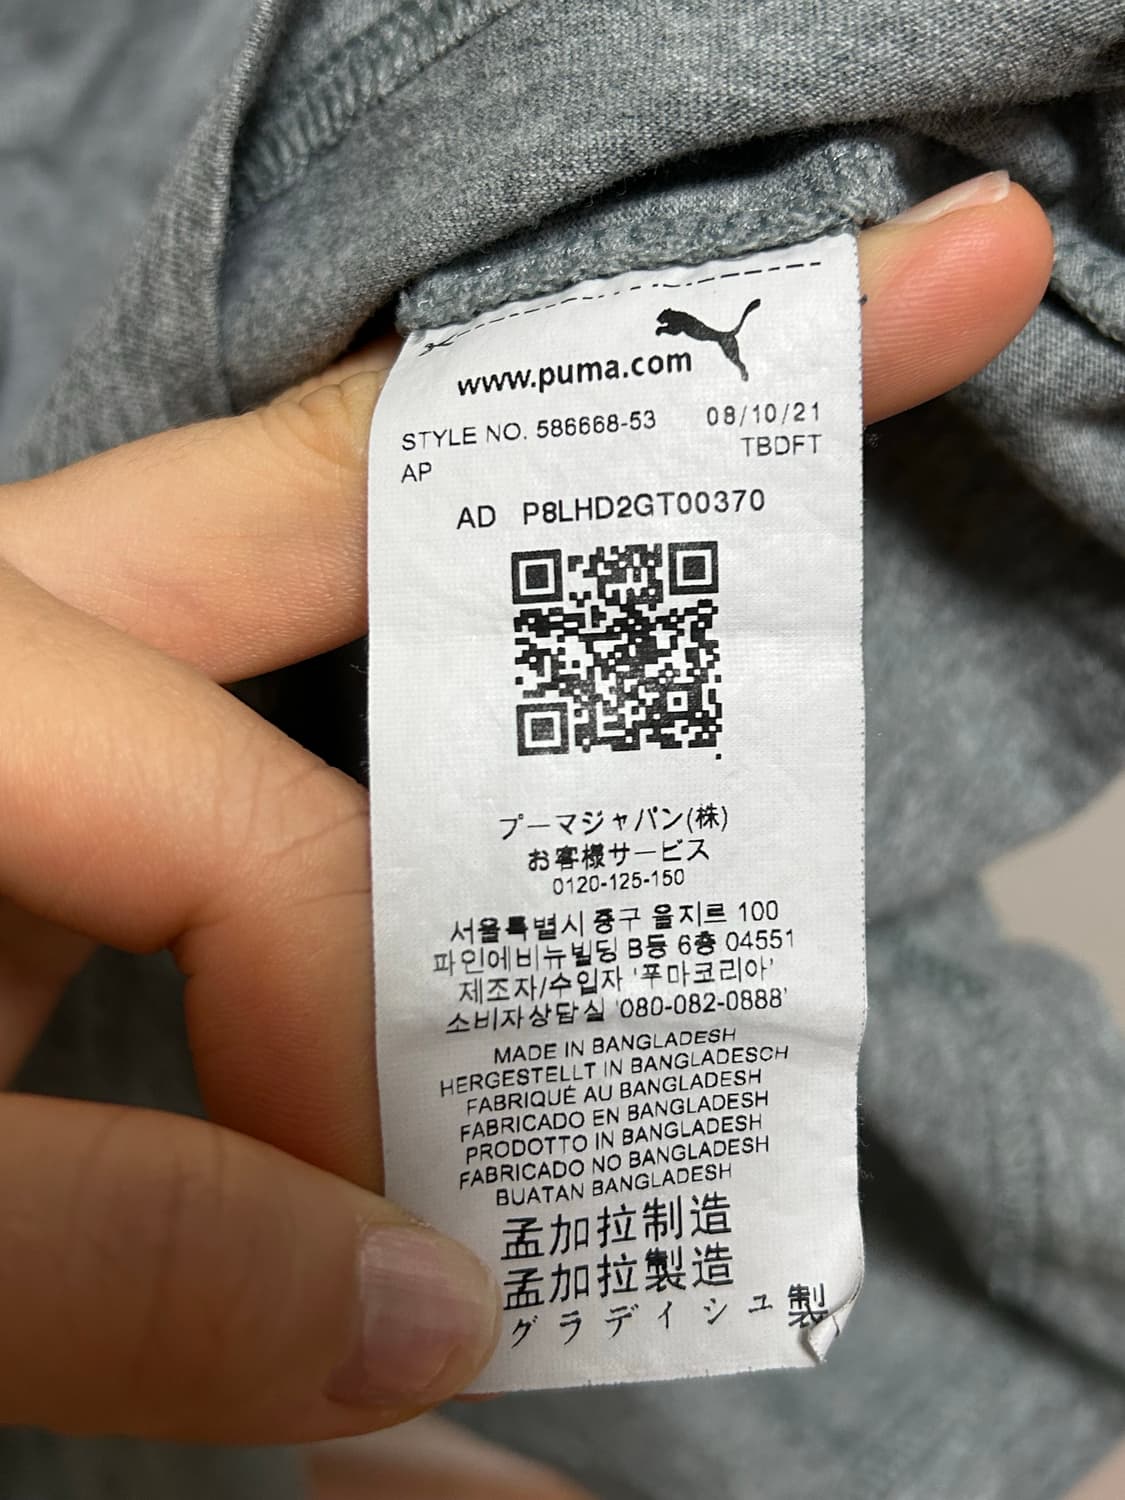 www.puma.com
STYLE NO. 586668-53 08/10/21
AP TBDFT
AD P8LHD2GT00370
プーマジャパン(株)
お客様サービス
0120-125-150
서울특별시 중구 을지르 100
파인에비뉴빌딩 B등 6층 04551
제조자/수입자 '푸마코리아'
소비자상담실 '080-082-0888'
MADE IN BANGLADESH
HERGESTELLT IN BANGLADESCH
FABRIQUÉ AU BANGLADESH
FABRICADO EN BANGLADESH
PRODOTTO IN BANGLADESH
FABRICADO NO BANGLADESH
BUATAN BANGLADESH
孟加拉制造
孟加拉製造
グラディシュ製